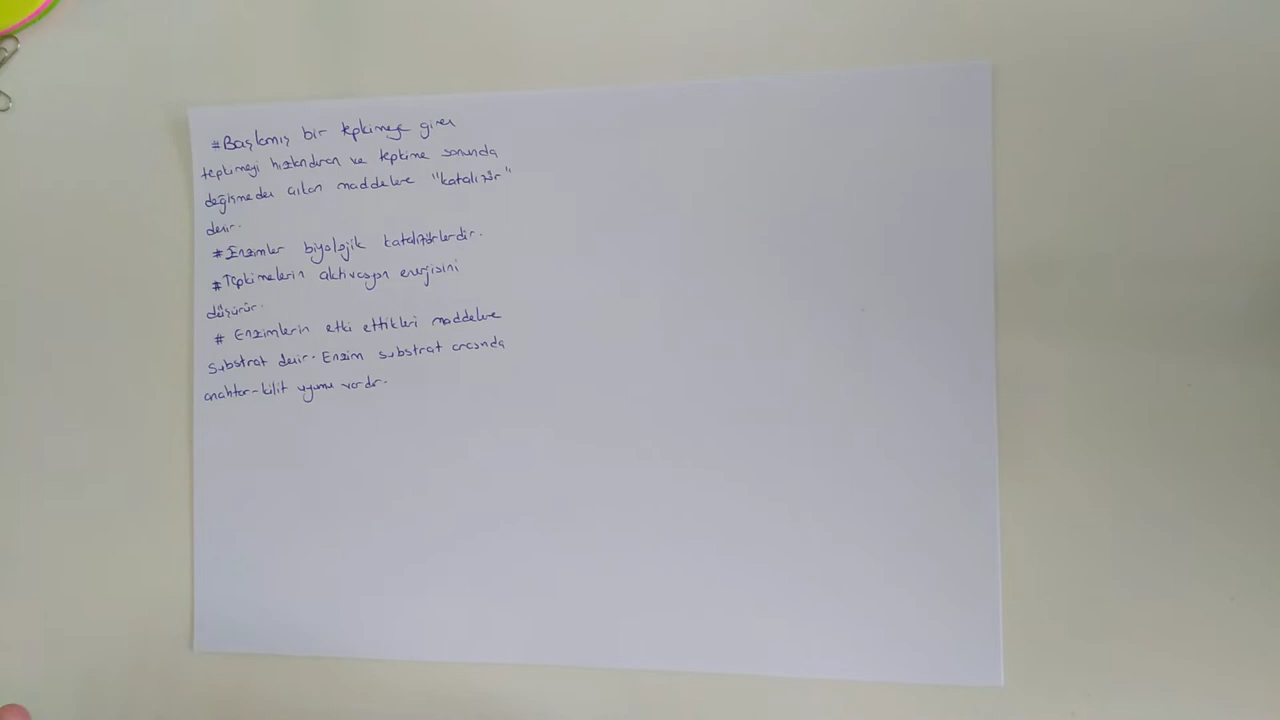 #Başlamış bir tepkimeye giren
tepkimeyi hızlandıran ve tepkime sonunda
değişmeden çıkan maddelere "katalizör"
denir.
#Enzimler biyolojik katalizörlerdir.
#Tepkimelerin aktivasyon enerjisini
düşürür.
# Enzimlerin etki ettikleri maddelere
substrat denir. Enzim substrat arasında
anahtar-kilit uyumu vardır.